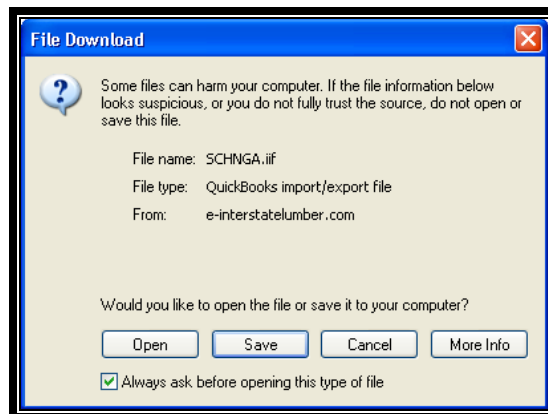 File Download
Some files can harm your computer. If the file information below
looks suspicious, or you do not fully trust the source, do not open or
save this file.
File name: SCHNGA.iif
File type: QuickBooks import/export file
From: e-interstatelumber.com
Would you like to open the file or save it to your computer?
Open Save Cancel More Info
Always ask before opening this type of file